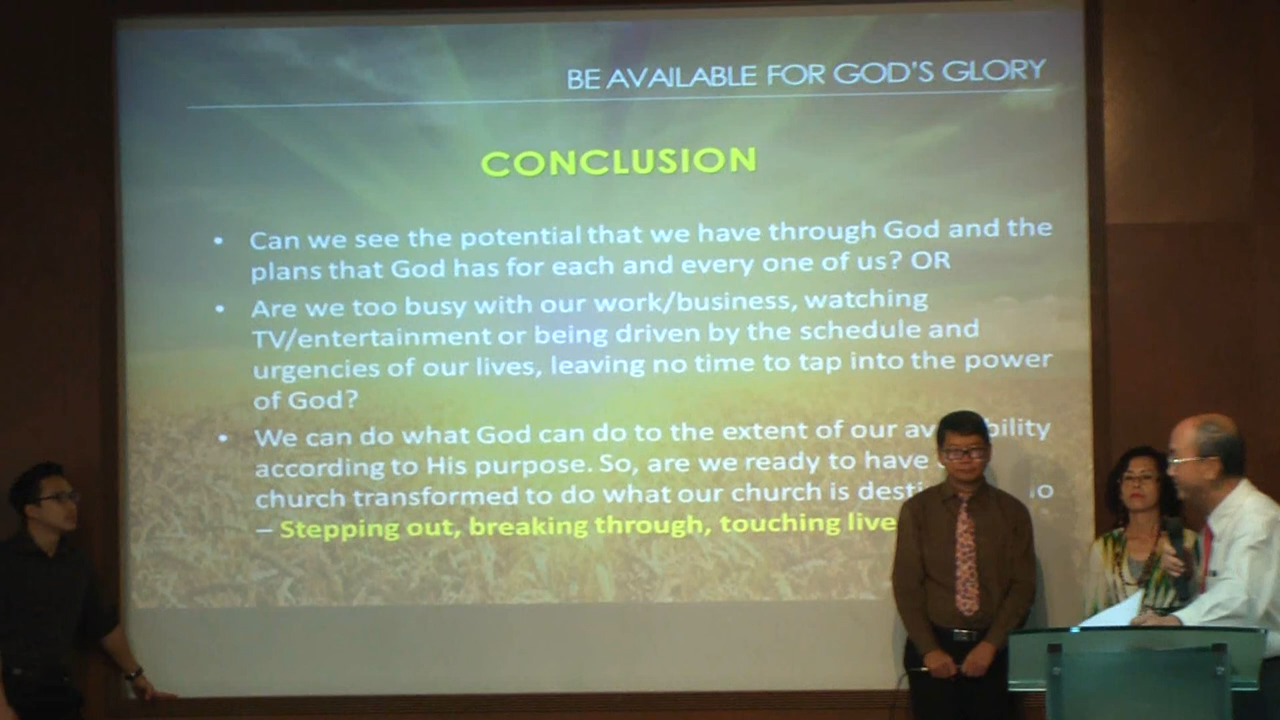 BE AVAILABLE FOR GOD'S GLORY
CONCLUSION
• Can we see the potential that we have through God and the
plans that God has for each and every one of us? OR
• Are we too busy with our work/business, watching
TV/entertainment or being driven by the schedule and
urgencies of our lives, leaving no time to tap into the power
of God?
• We can do what God can do to the extent of our
according to His purpose. So, are we ready to have
church transformed to do what our church is
– Stepping out, breaking through, touching